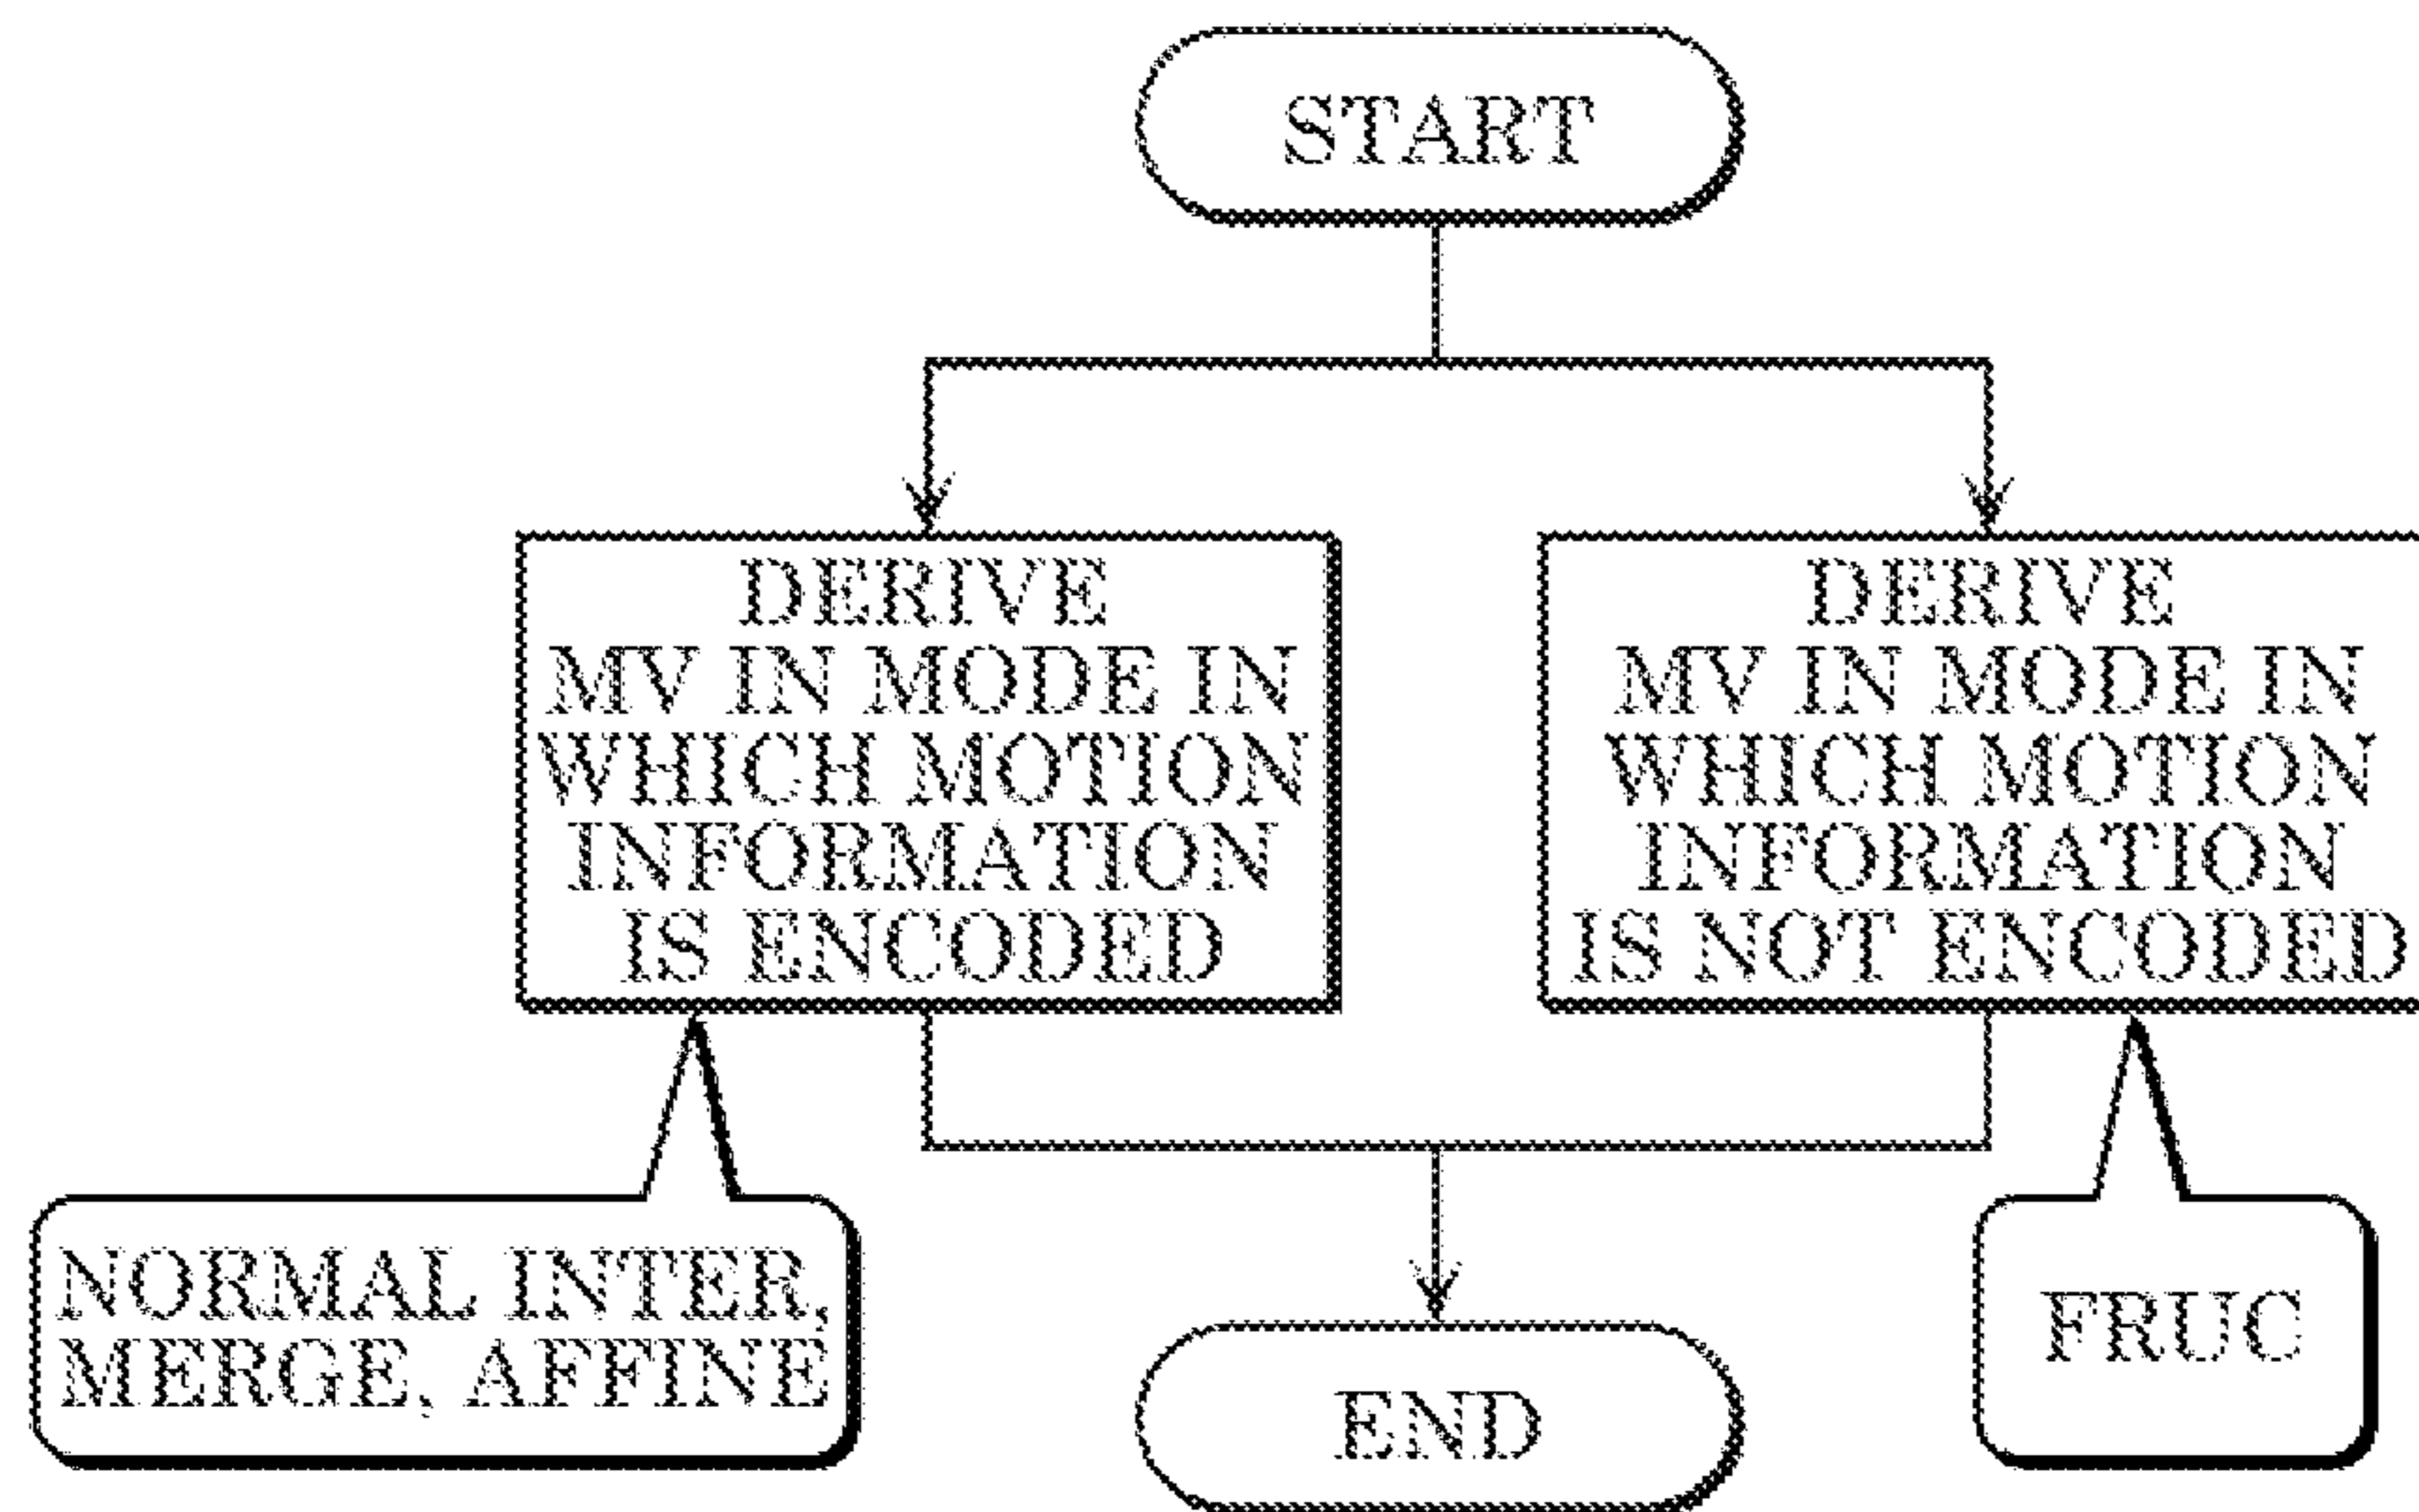 START
DERIVE
MV IN MODE IN
WHICH MOTION
INFORMATION
IS ENCODED
DERIVE
MV IN MODE IN
WHICH MOTION
INFORMATION
IS NOT ENCODED
NORMAL INTER,
MERGE, AFFINE
FRUC
END